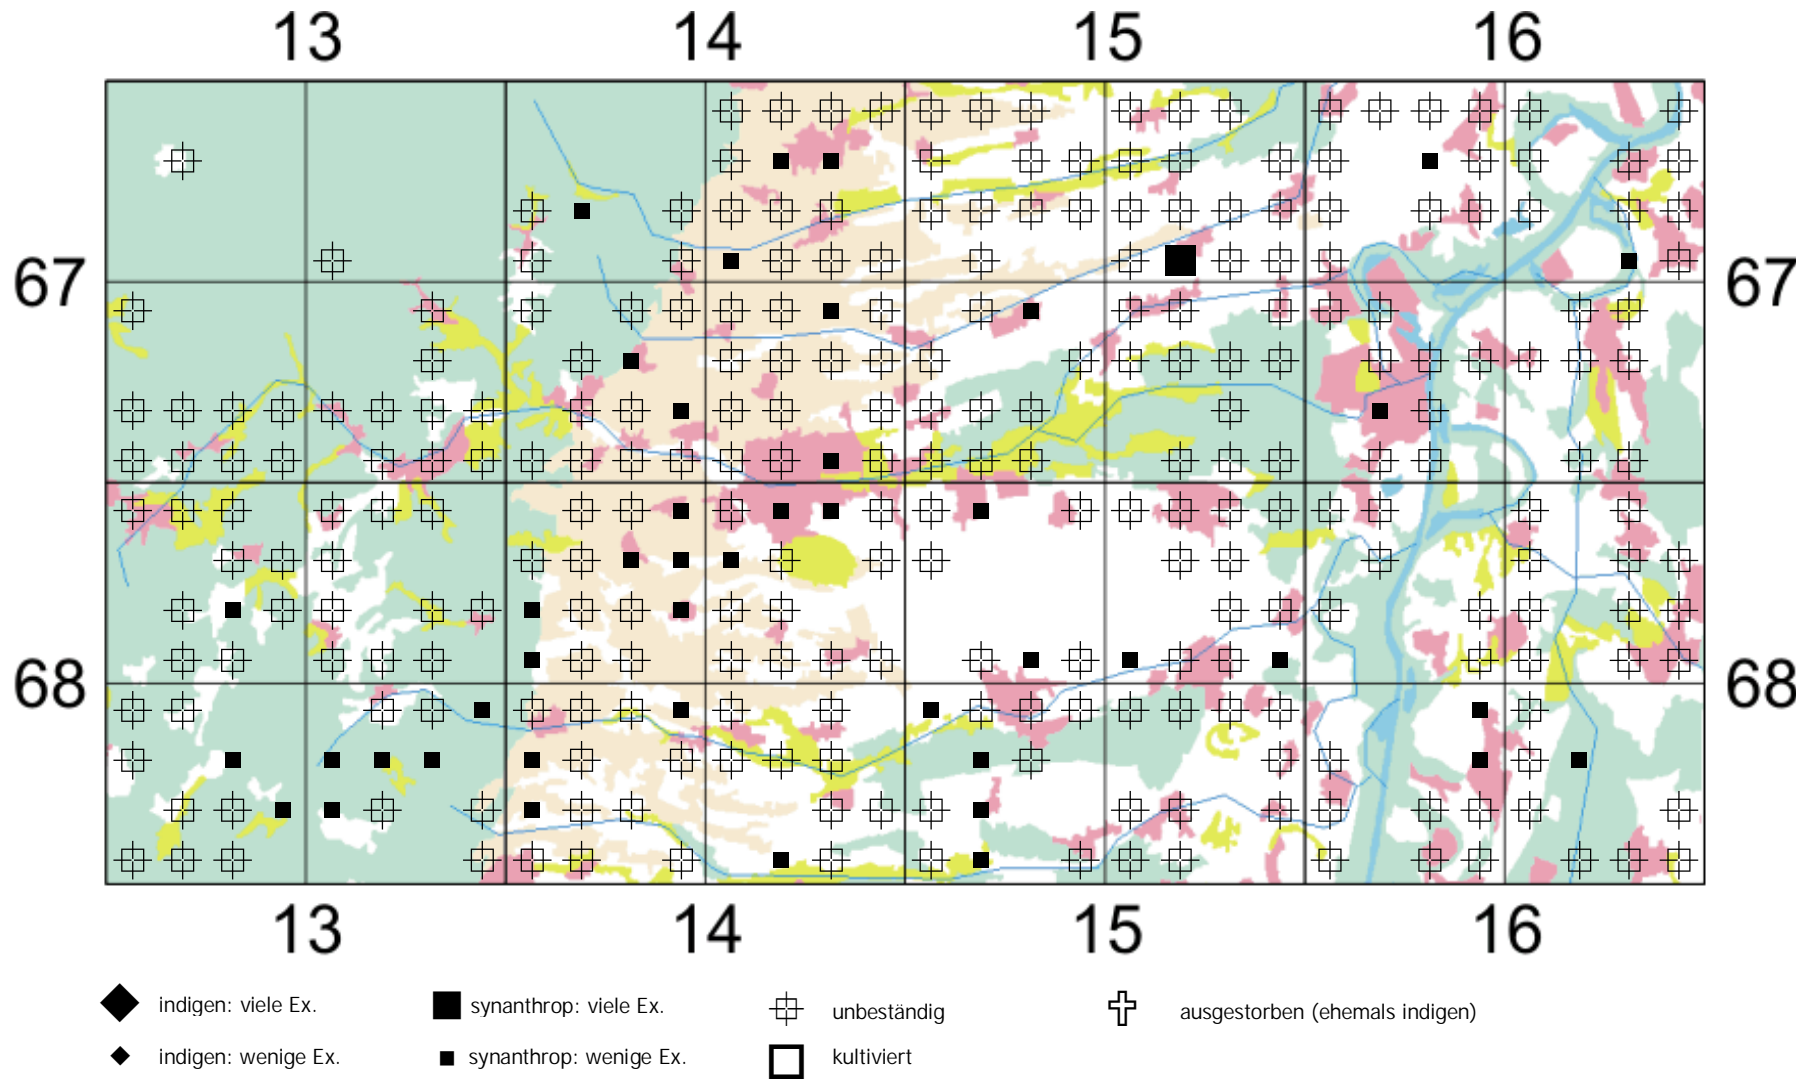 13 14 15 16
67 67
68 68
13 14 15 16
indigen: viele Ex. synanthrop: viele Ex. unbeständig ausgestorben (ehemals indigen)
indigen: wenige Ex. synanthrop: wenige Ex. kultiviert